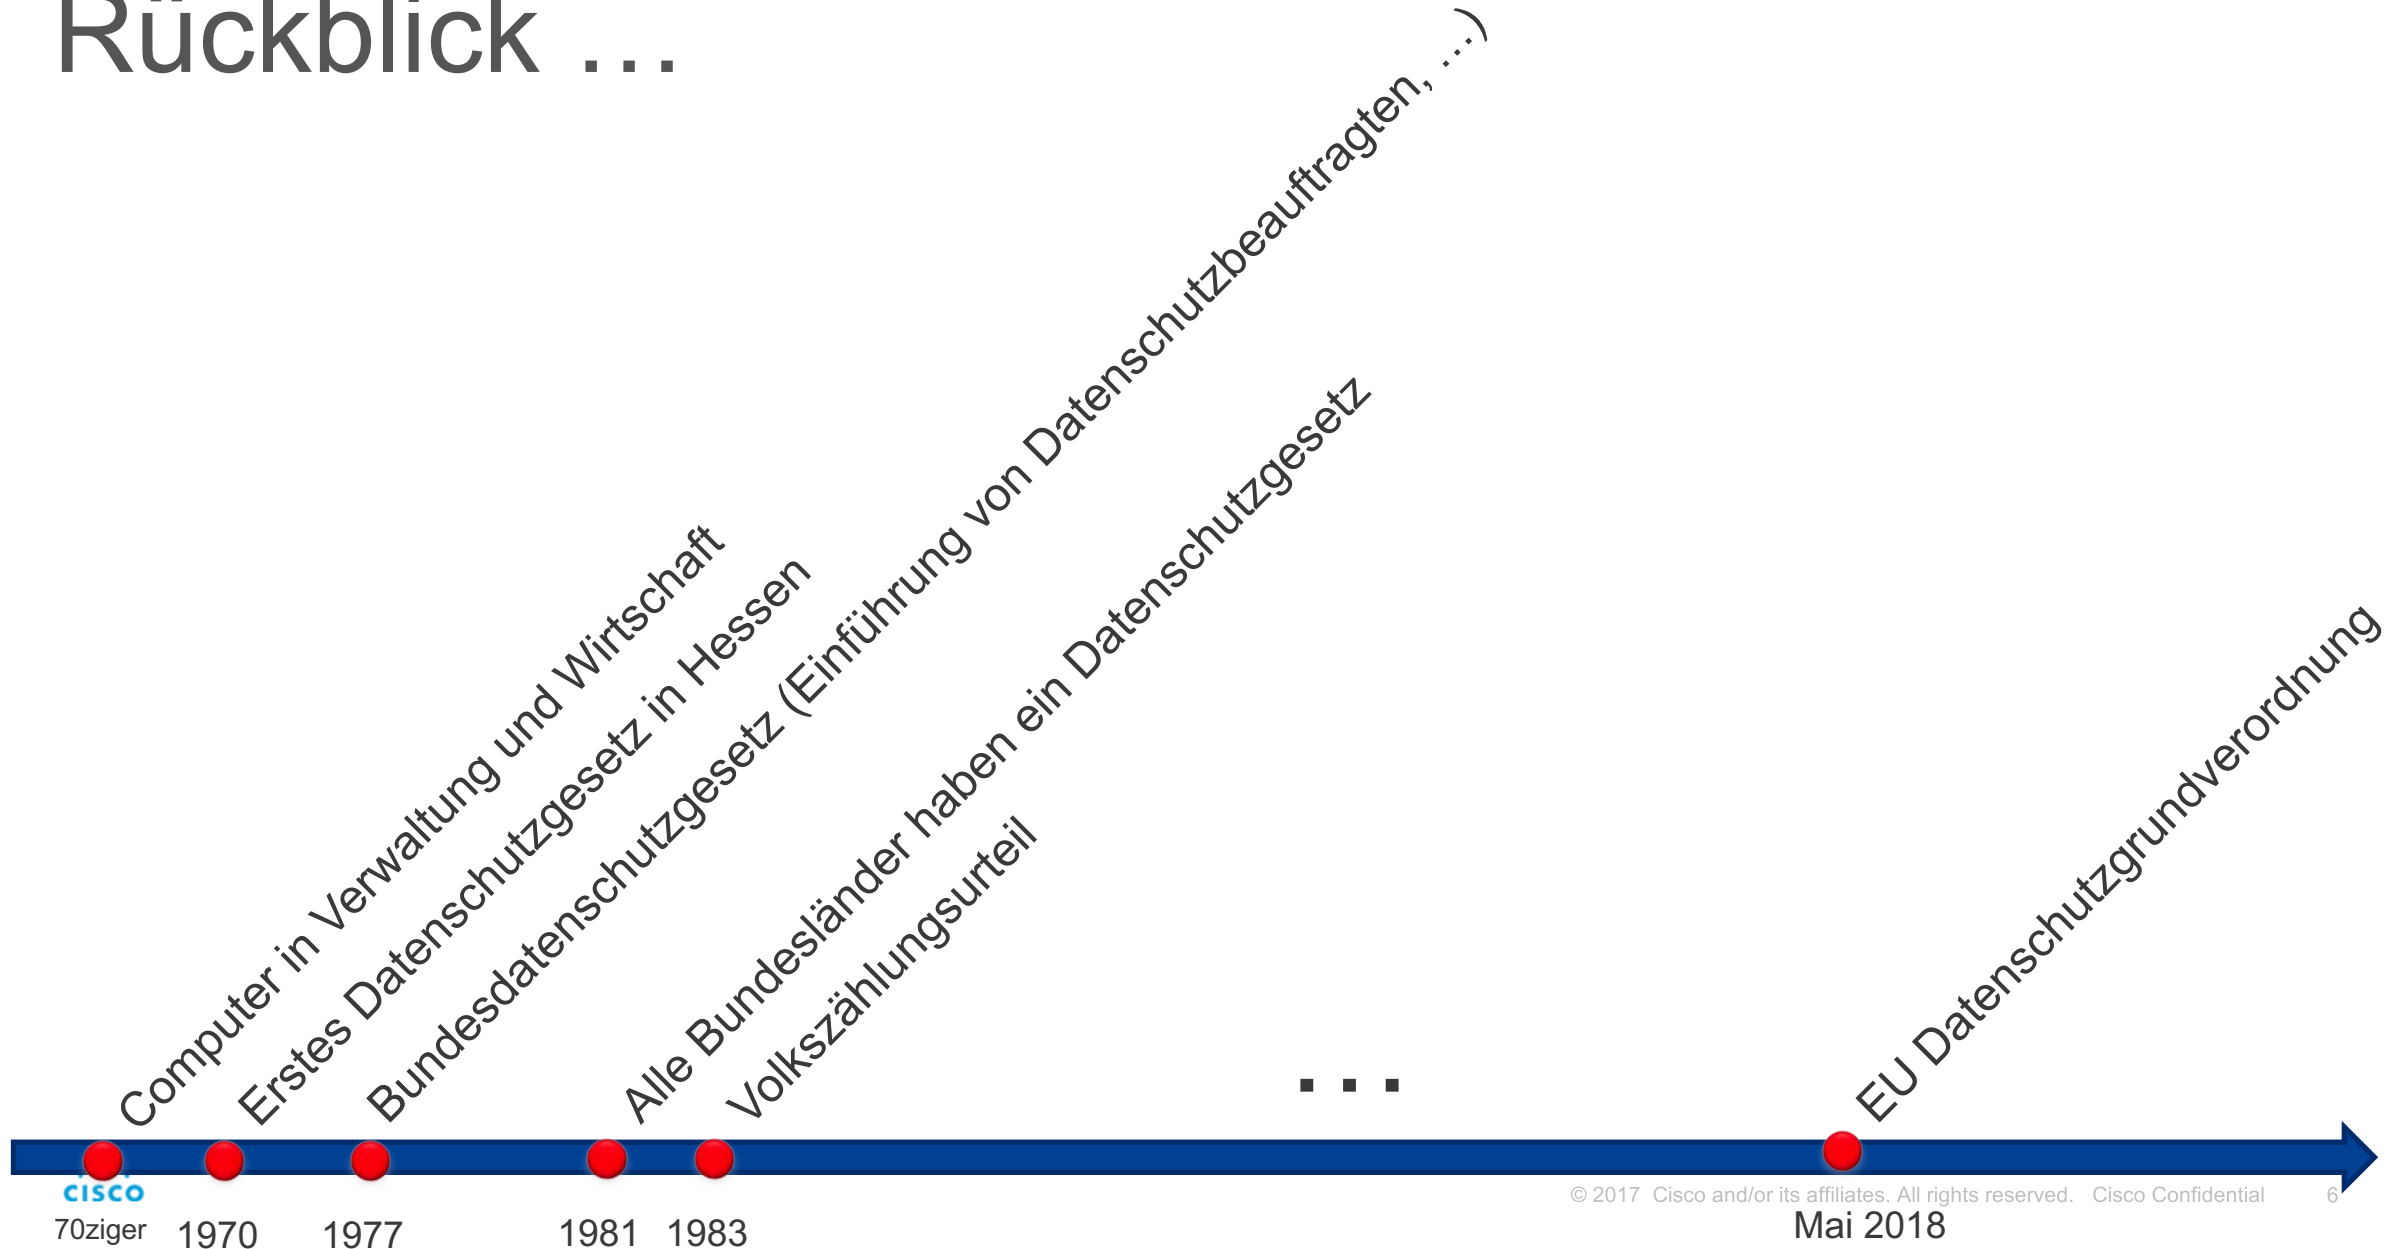 Rückblick …
Computer in Verwaltung und Wirtschaft
Erstes Datenschutzgesetz in Hessen
Bundesdatenschutzgesetz (Einführung von Datenschutzbeauftragten, …)
Alle Bundesländer haben ein Datenschutzgesetz
Volkszählungsurteil
…
EU Datenschutzgrundverordnung
CISCO
© 2017 Cisco and/or its affiliates. All rights reserved. Cisco Confidential 6
70ziger 1970 1977 1981 1983 Mai 2018